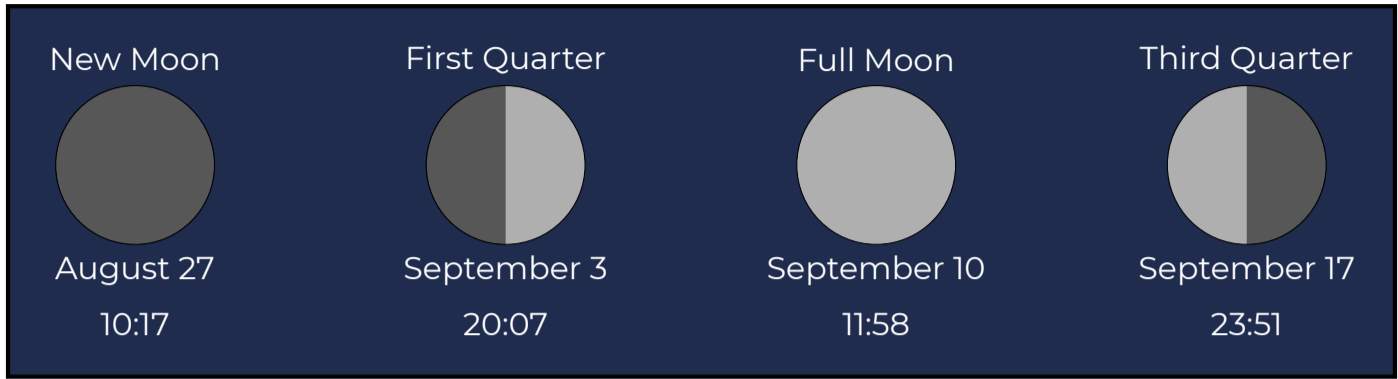 New Moon
First Quarter
Full Moon
Third Quarter
August 27
September 3
September 10
September 17
10:17
20:07
11:58
23:51